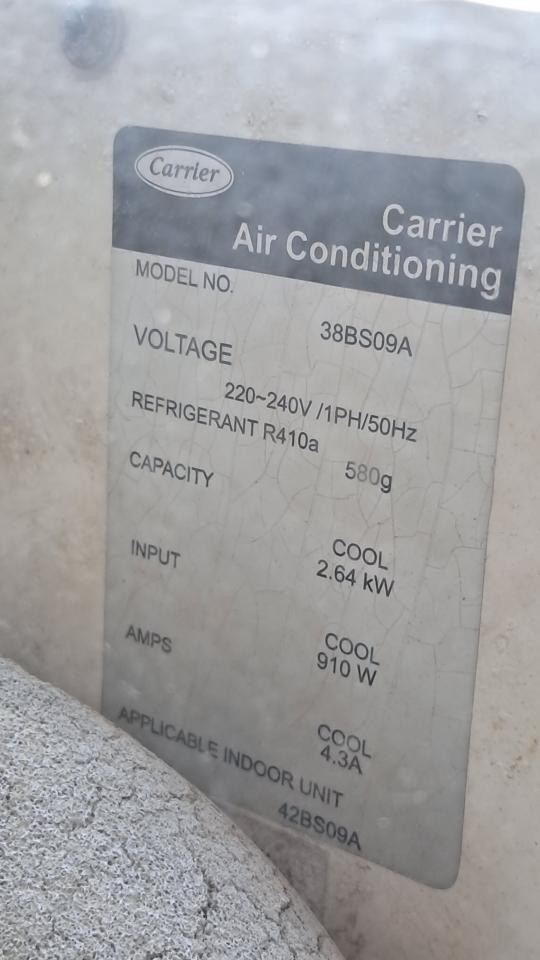 Carrier
Carrier
Air Conditioning
MODEL NO.
38BS09A
VOLTAGE
220~240V /1PH/50Hz
REFRIGERANT R410a
580g
CAPACITY
COOL
2.64 kW
INPUT
COOL
910 W
AMPS
COOL
4.3A
APPLICABLE INDOOR UNIT
42BS09A